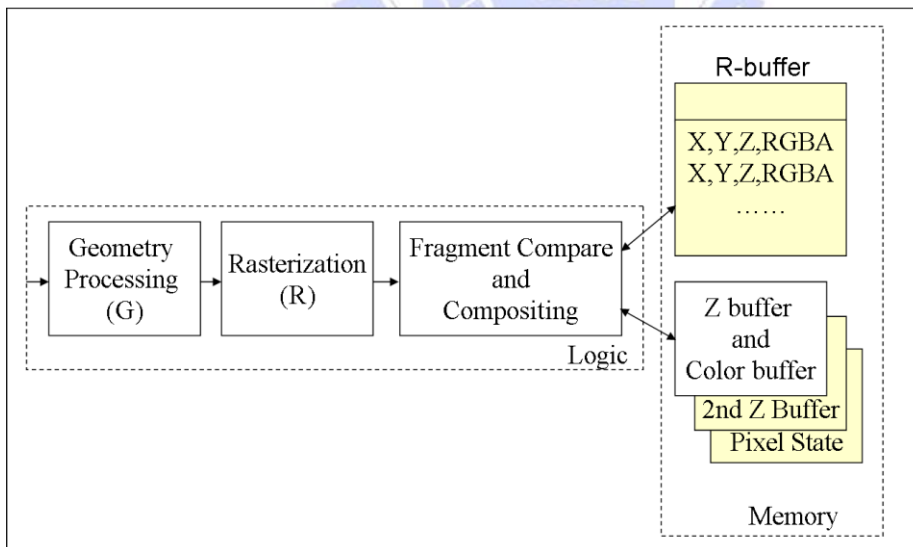 R-buffer
X,Y,Z,RGBA
X,Y,Z,RGBA
……
Geometry
Processing
(G)
Rasterization
(R)
Fragment Compare
and
Compositing
Logic
Z buffer
and
Color buffer
2nd Z Buffer
Pixel State
Memory